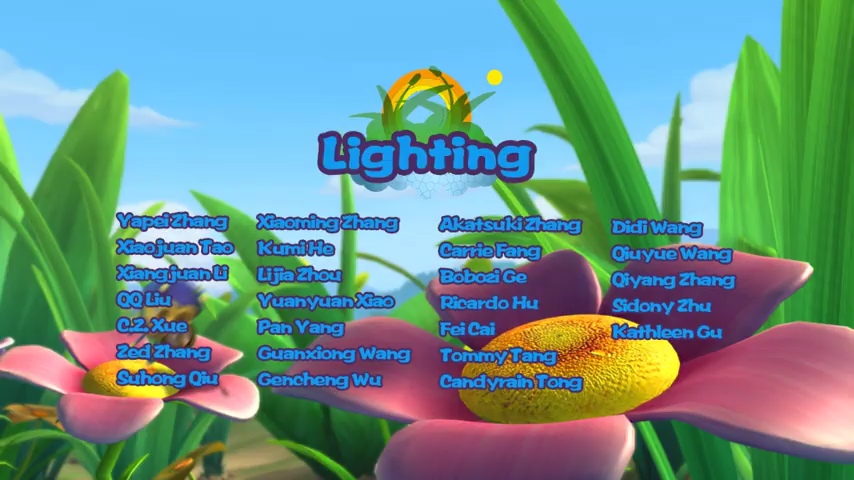 Lighting
Yapei Zhang
Xiaojuan Tao
Xiangjuan Li
QQ Liu
C.Z. Xue
Zed Zhang
Suhong Qiu
Xiaoming Zhang
Kumi He
Lijia Zhou
Yuanyuan Xiao
Pan Yang
Guanxiong Wang
Gencheng Wu
Akatsuki Zhang
Carrie Fang
Bobozi Ge
Ricardo Hu
Fei Cai
Tommy Tang
Candyrain Tong
Didi Wang
Qiuyue Wang
Qiyang Zhang
Sidony Zhu
Kathleen Gu